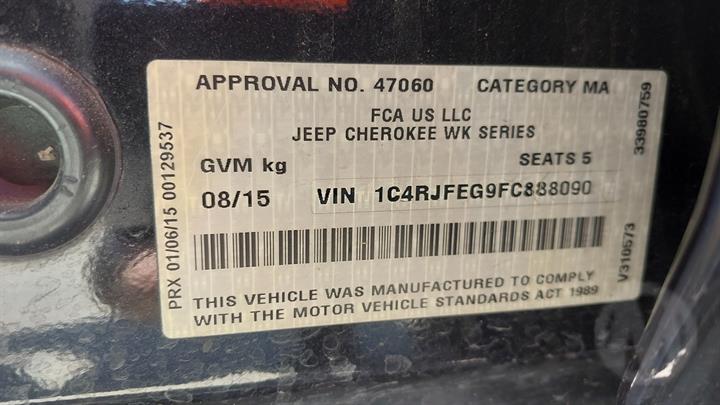 APPROVAL NO. 47060 CATEGORY MA
FCA US LLC
JEEP CHEROKEE WK SERIES
GVM kg SEATS 5
08/15 VIN 1C4RJFEG9FC888090
THIS VEHICLE WAS MANUFACTURED TO COMPLY
WITH THE MOTOR VEHICLE STANDARDS ACT 1989
PRX 01/06/15 00129537
33980759
V310573